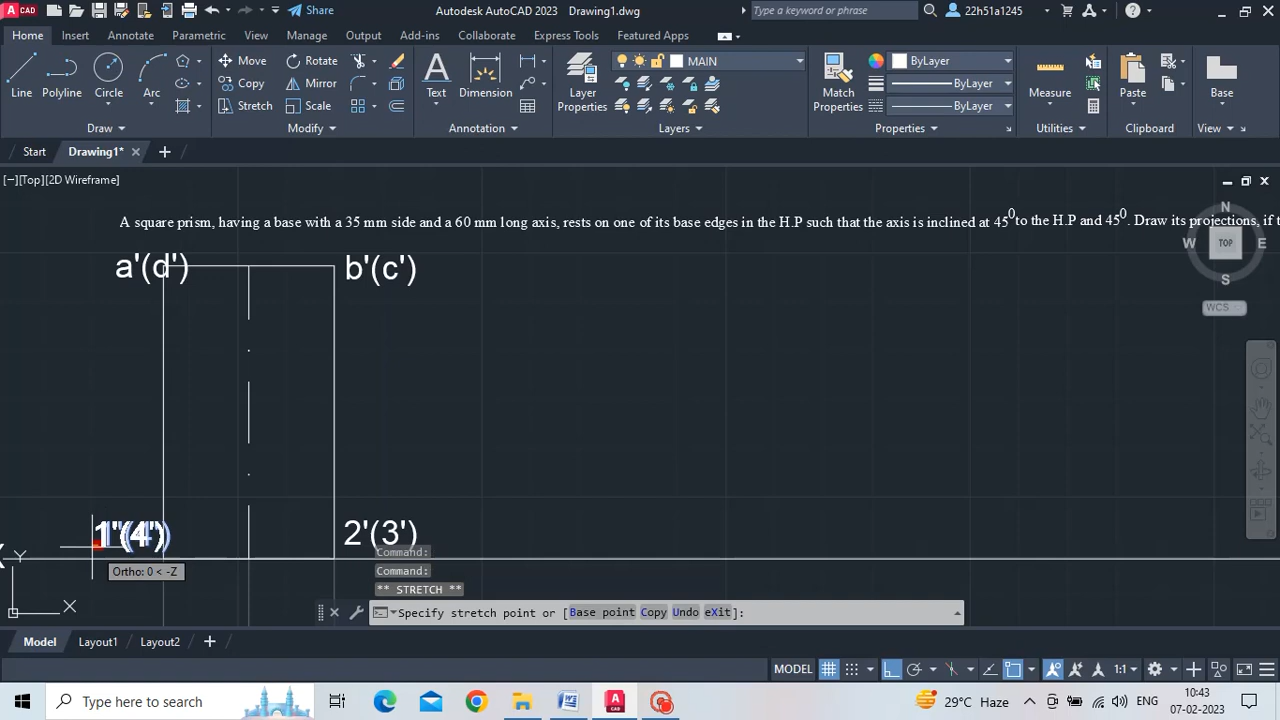 Share
Autodesk AutoCAD 2023 Drawing1.dwg
Type a keyword or phrase
22h51a1245
Home Insert Annotate Parametric View Manage Output Add-ins Collaborate Express Tools Featured Apps
Line Polyline Circle Arc
Move Rotate
Copy Mirror
Stretch Scale
Text Dimension
Layer Properties
MAIN
Match Properties
ByLayer
ByLayer
ByLayer
Measure
Paste
Base
Draw Modify Annotation Layers Properties Utilities Clipboard View
Start Drawing1*
[−][Top][2D Wireframe]
A square prism, having a base with a 35 mm side and a 60 mm long axis, rests on one of its base edges in the H.P such that the axis is inclined at 45⁰to the H.P and 45⁰. Draw its projections, if t
N
W TOP E
S
WCS
a'(d') b'(c')
1'(4') 2'(3')
X Y
Command:
Ortho: 0 < -Z
Command:
** STRETCH **
X
Specify stretch point or [Base point Copy Undo eXit]:
Model Layout1 Layout2
MODEL 1:1
Type here to search
29°C Haze
ENG
10:43
07-02-2023